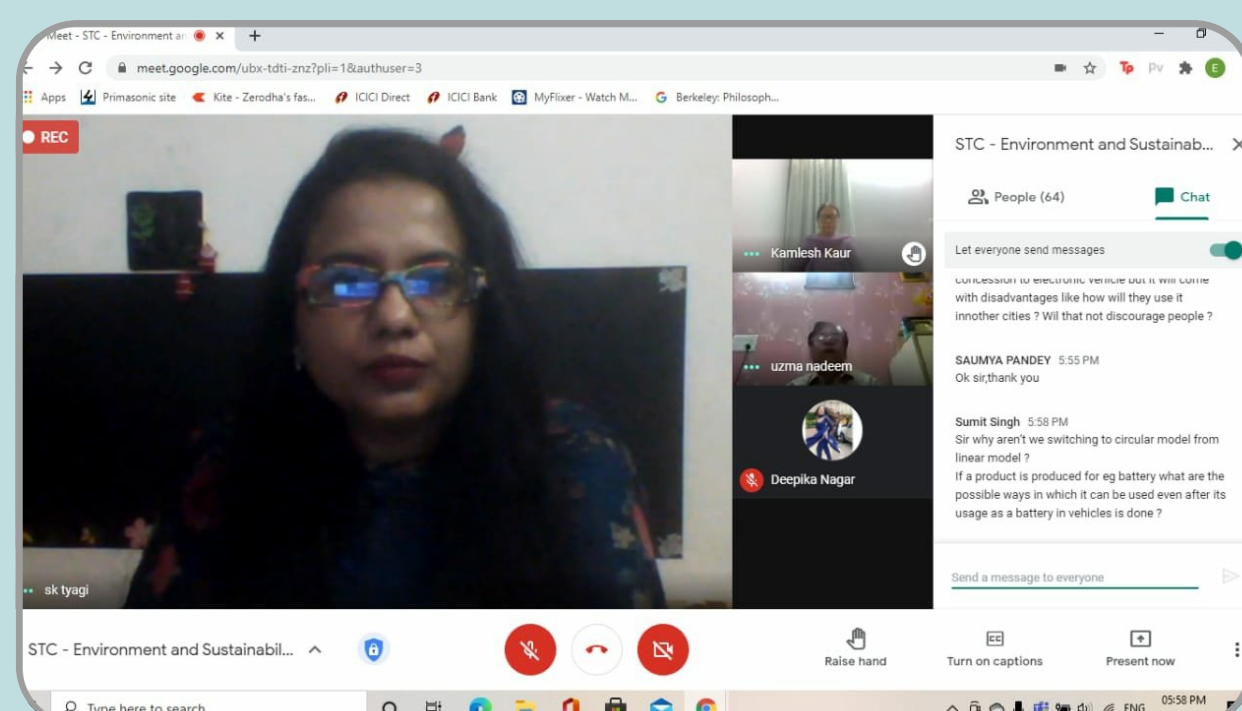 Meet - STC - Environment an
meet.google.com/ubx-tdti-znz?pli=1&authuser=3
Tp PV E
Apps Primasonic site Kite - Zerodha's fas... ICICI Direct ICICI Bank MyFlixer - Watch M... G Berkeley: Philosoph...
REC
STC - Environment and Sustainab...
People (64) Chat
Kamlesh Kaur
Let everyone send messages
concession to electronic vehicle but it will come
with disadvantages like how will they use it
innother cities ? Wil that not discourage people ?
uzma nadeem
SAUMYA PANDEY 5:55 PM
Ok sir,thank you
Sumit Singh 5:58 PM
Sir why aren't we switching to circular model from
linear model ?
If a product is produced for eg battery what are the
possible ways in which it can be used even after its
usage as a battery in vehicles is done ?
Deepika Nagar
Send a message to everyone
sk tyagi
STC - Environment and Sustainabil...
Raise hand
CC
Turn on captions
Present now
Type here to search
ENG
05:58 PM